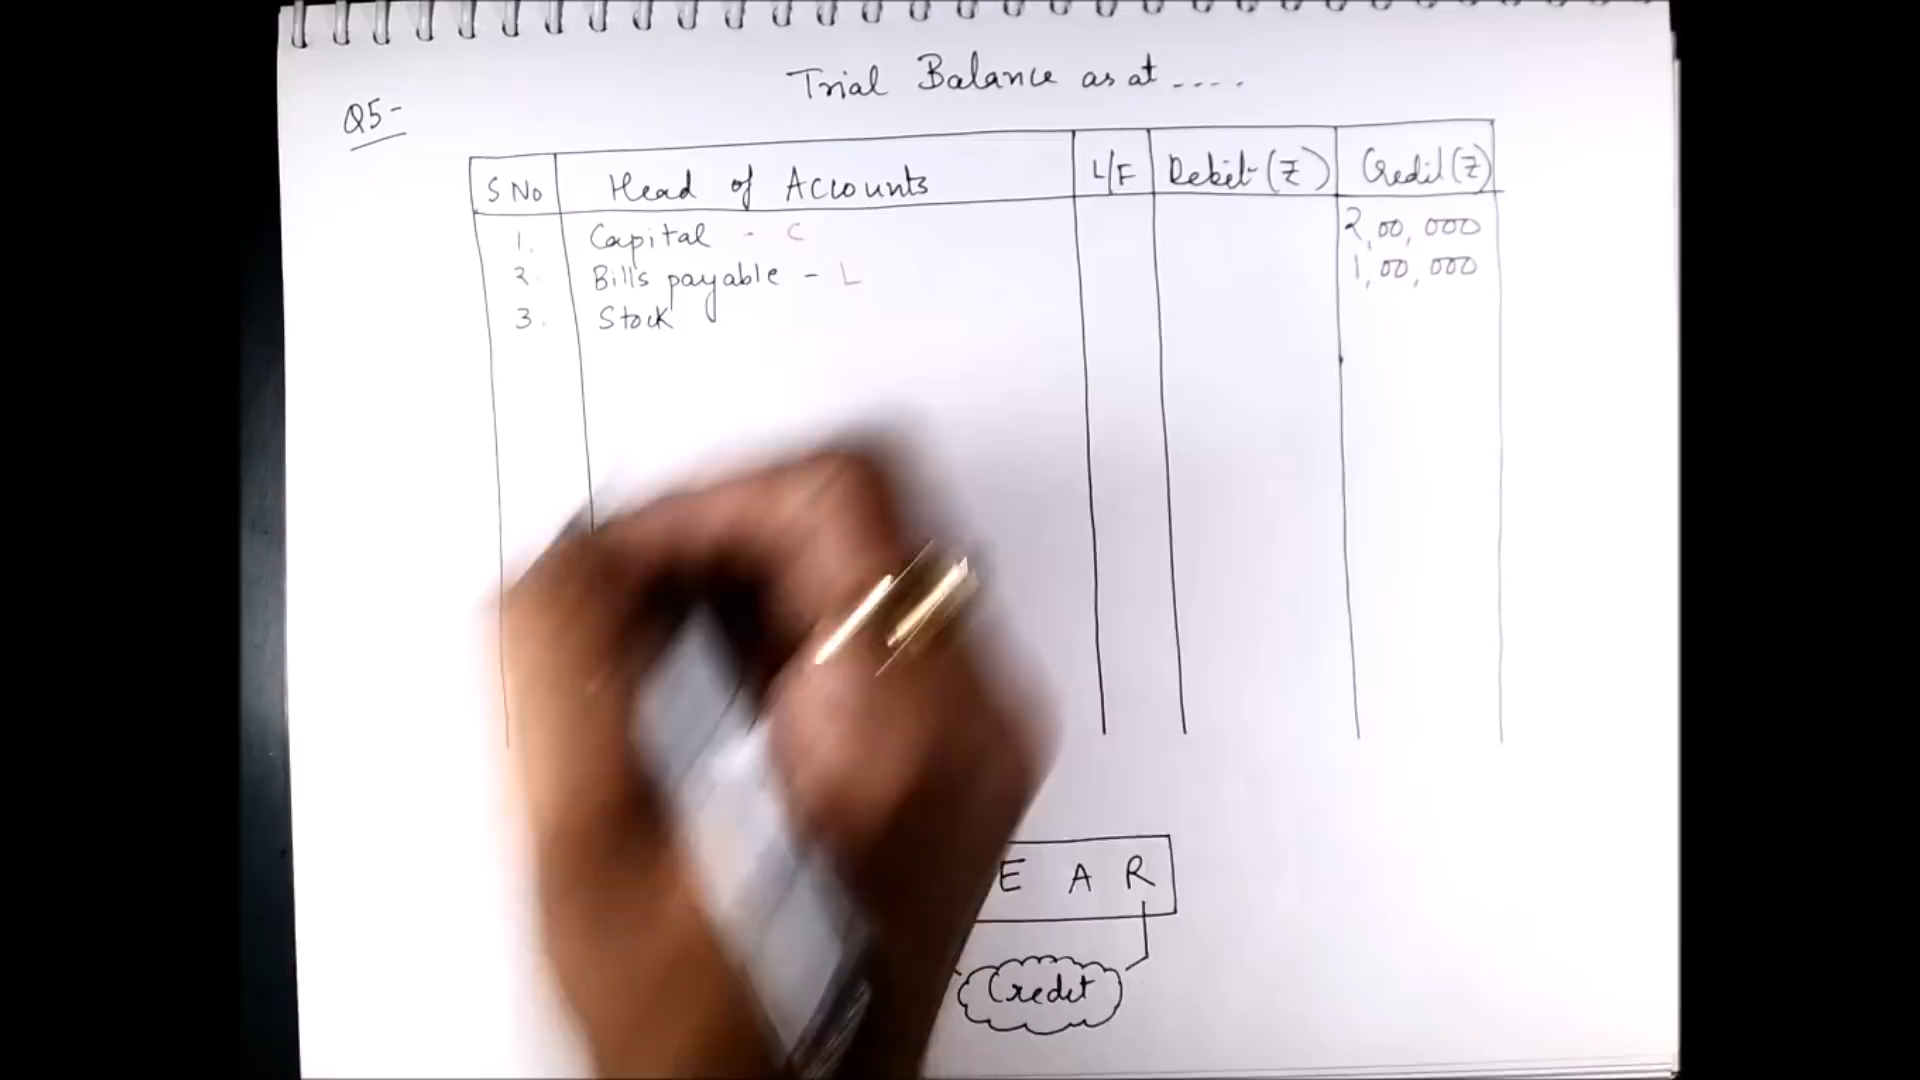 Trial Balance as at ....
Q5-
S No Head of Accounts L/F Debit (₹) Credit (₹)
1. Capital - C 2,00,000
2. Bills payable - L 1,00,000
3. Stock
E A R
Credit